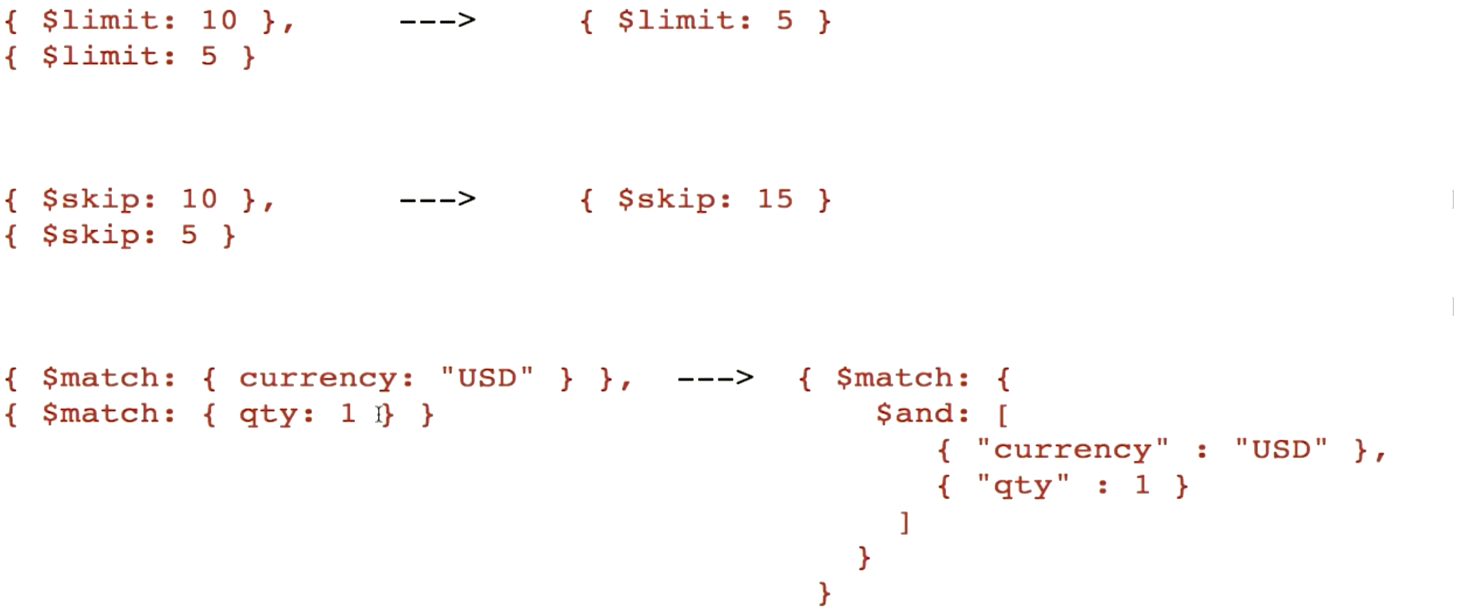 { $limit: 10 },     --->     { $limit: 5 }
{ $limit: 5 }
{ $skip: 10 },     --->     { $skip: 15 }
{ $skip: 5 }
{ $match: { currency: "USD" } },  --->  { $match: {
{ $match: { qty: 1 } }     $and: [
{ "currency" : "USD" },
{ "qty" : 1 }
]
}
}